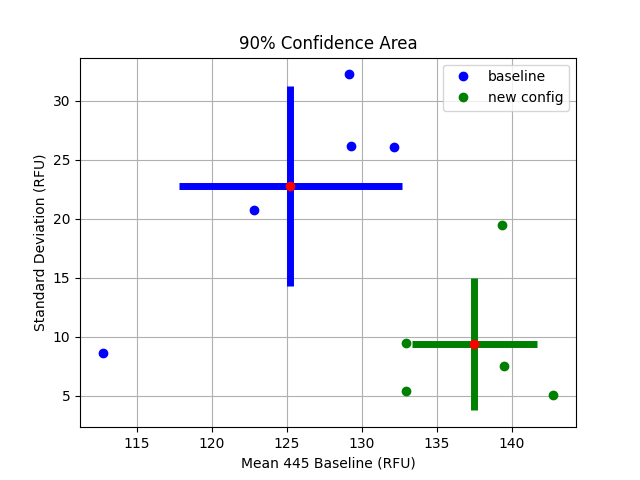 90% Confidence Area
baseline
new config
Standard Deviation (RFU)
30
25
20
15
10
5
115 120 125 130 135 140
Mean 445 Baseline (RFU)